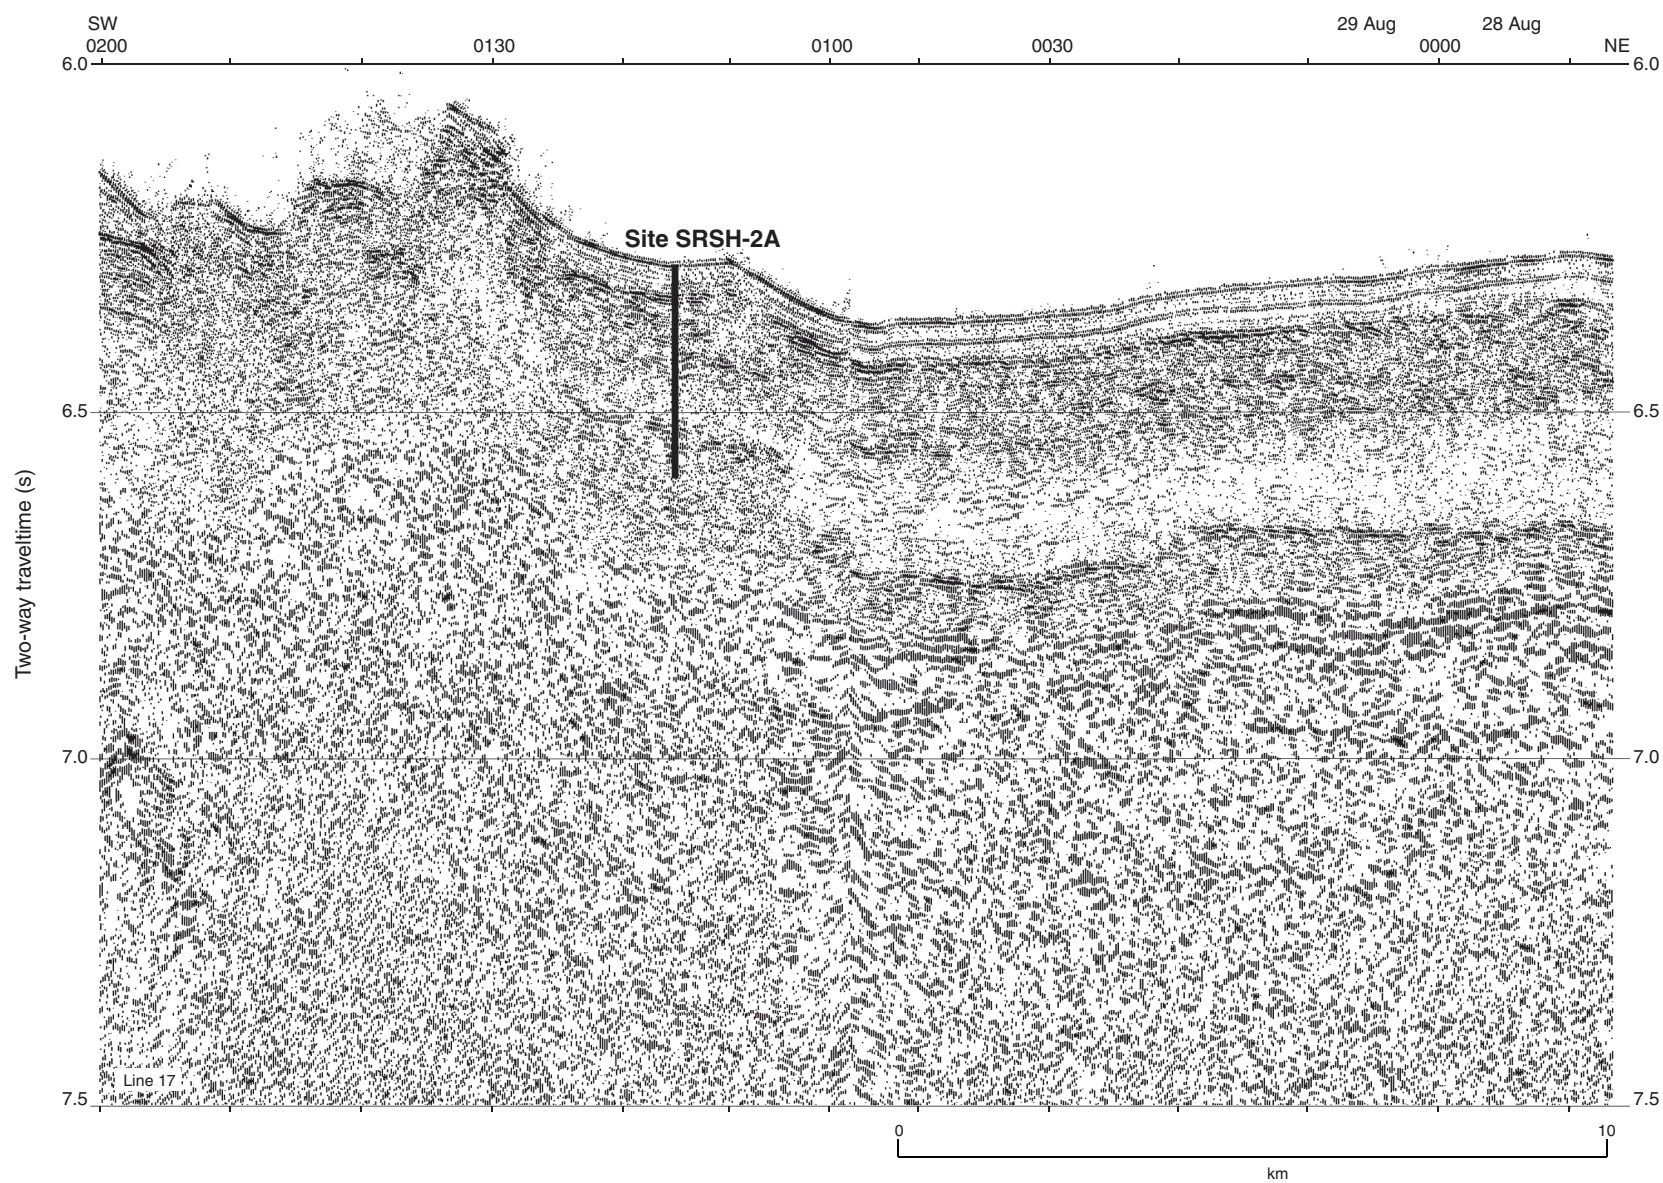 SW 29 Aug 28 Aug
0200 0130 0100 0030 0000 NE
6.0 6.0
Site SRSH-2A
6.5 6.5
Two-way traveltime (s)
7.0 7.0
Line 17
7.5 7.5
0 10
km